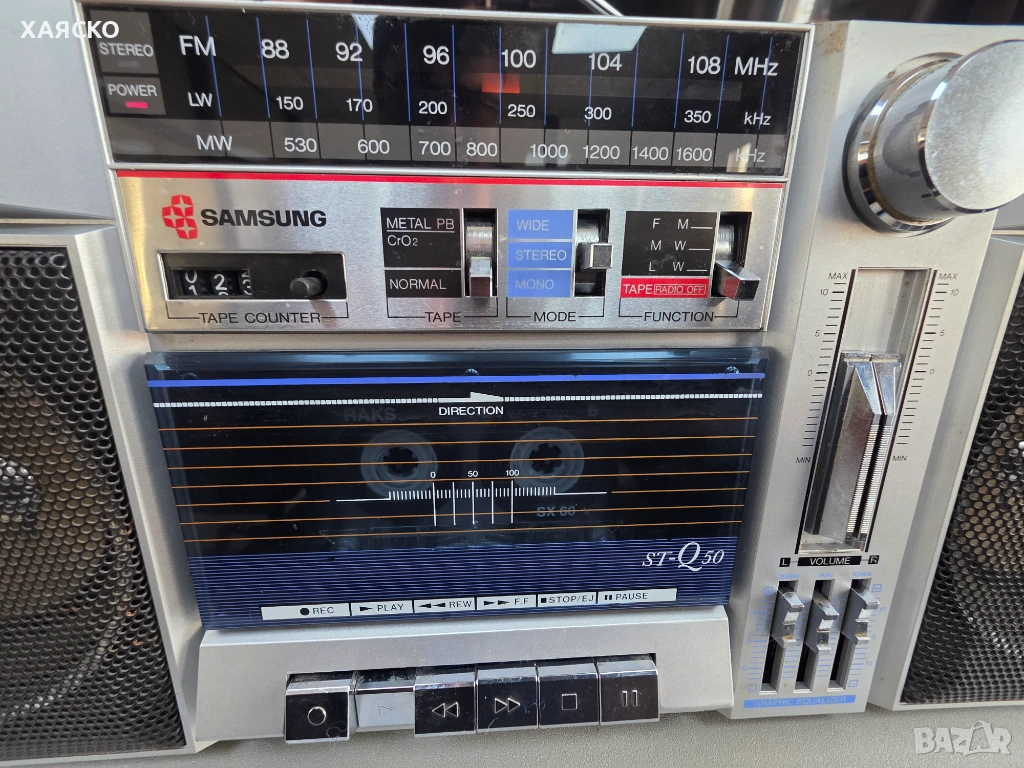 ХАЯСКО
STEREO
POWER
FM 88 92 96 100 104 108 MHz
LW 150 170 200 250 300 350 kHz
MW 530 600 700 800 1000 1200 1400 1600 kHz
SAMSUNG
TAPE COUNTER
METAL PB
CrO₂
NORMAL
TAPE
WIDE
STEREO
MONO
MODE
F M
M W
L W
TAPE RADIO OFF
FUNCTION
MAX MAX
10 10
5 5
0 0
MIN MIN
L VOLUME R
DIRECTION
RAKS
0 50 100
SX 60
ST-Q50
REC PLAY REW F.F STOP/EJ PAUSE
GRAPHIC EQUALIZER
BAZAR